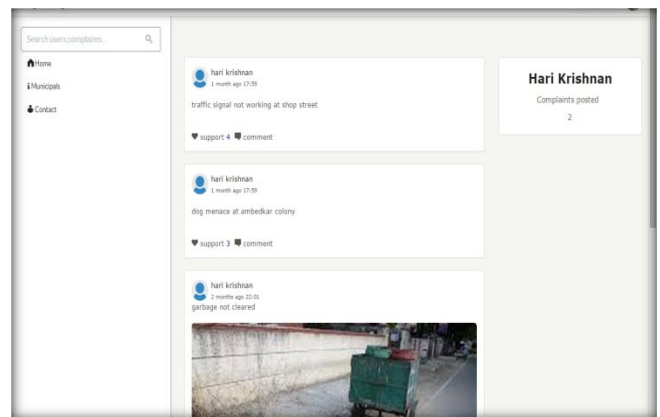 Search users,complaints...
Home
Municipals
Contact
hari krishnan
1 month ago 17:59
traffic signal not working at shop street
support 4 comment
hari krishnan
1 month ago 17:59
dog menace at ambedkar colony
support 3 comment
hari krishnan
2 months ago 22:01
garbage not cleared
Hari Krishnan
Complaints posted
2